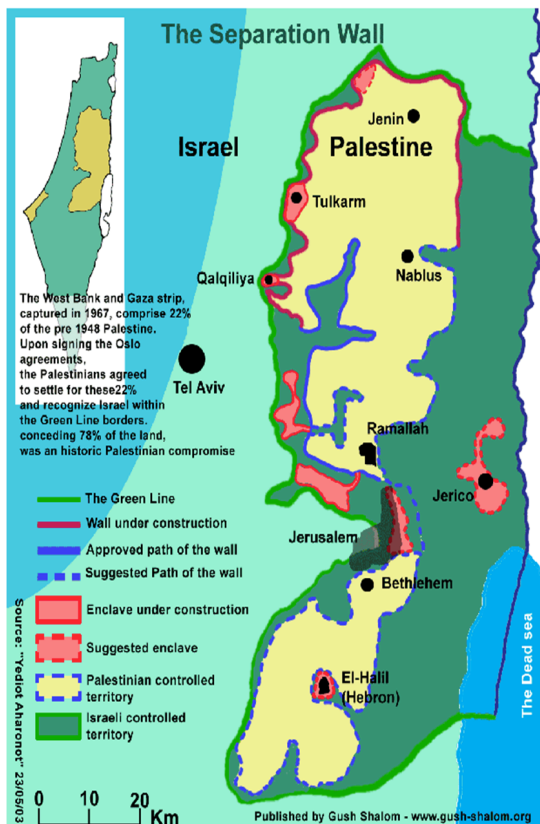 The Separation Wall
Israel
Palestine
Jenin
Tulkarm
Qalqiliya
Nablus
The West Bank and Gaza strip,
captured in 1967, comprise 22%
of the pre 1948 Palestine.
Upon signing the Oslo
agreements,
the Palestinians agreed
to settle for these22%
and recognize Israel within
the Green Line borders.
conceding 78% of the land,
was an historic Palestinian compromise
Tel Aviv
Ramallah
Jerico
Jerusalem
Bethlehem
El-Halil
(Hebron)
The Dead sea
The Green Line
Wall under construction
Approved path of the wall
Suggested Path of the wall
Enclave under construction
Suggested enclave
Palestinian controlled
territory
Israeli controlled
territory
Source: "Yediot Aharonot" 23/05/03
0 10 20
Km
Published by Gush Shalom - www.gush-shalom.org